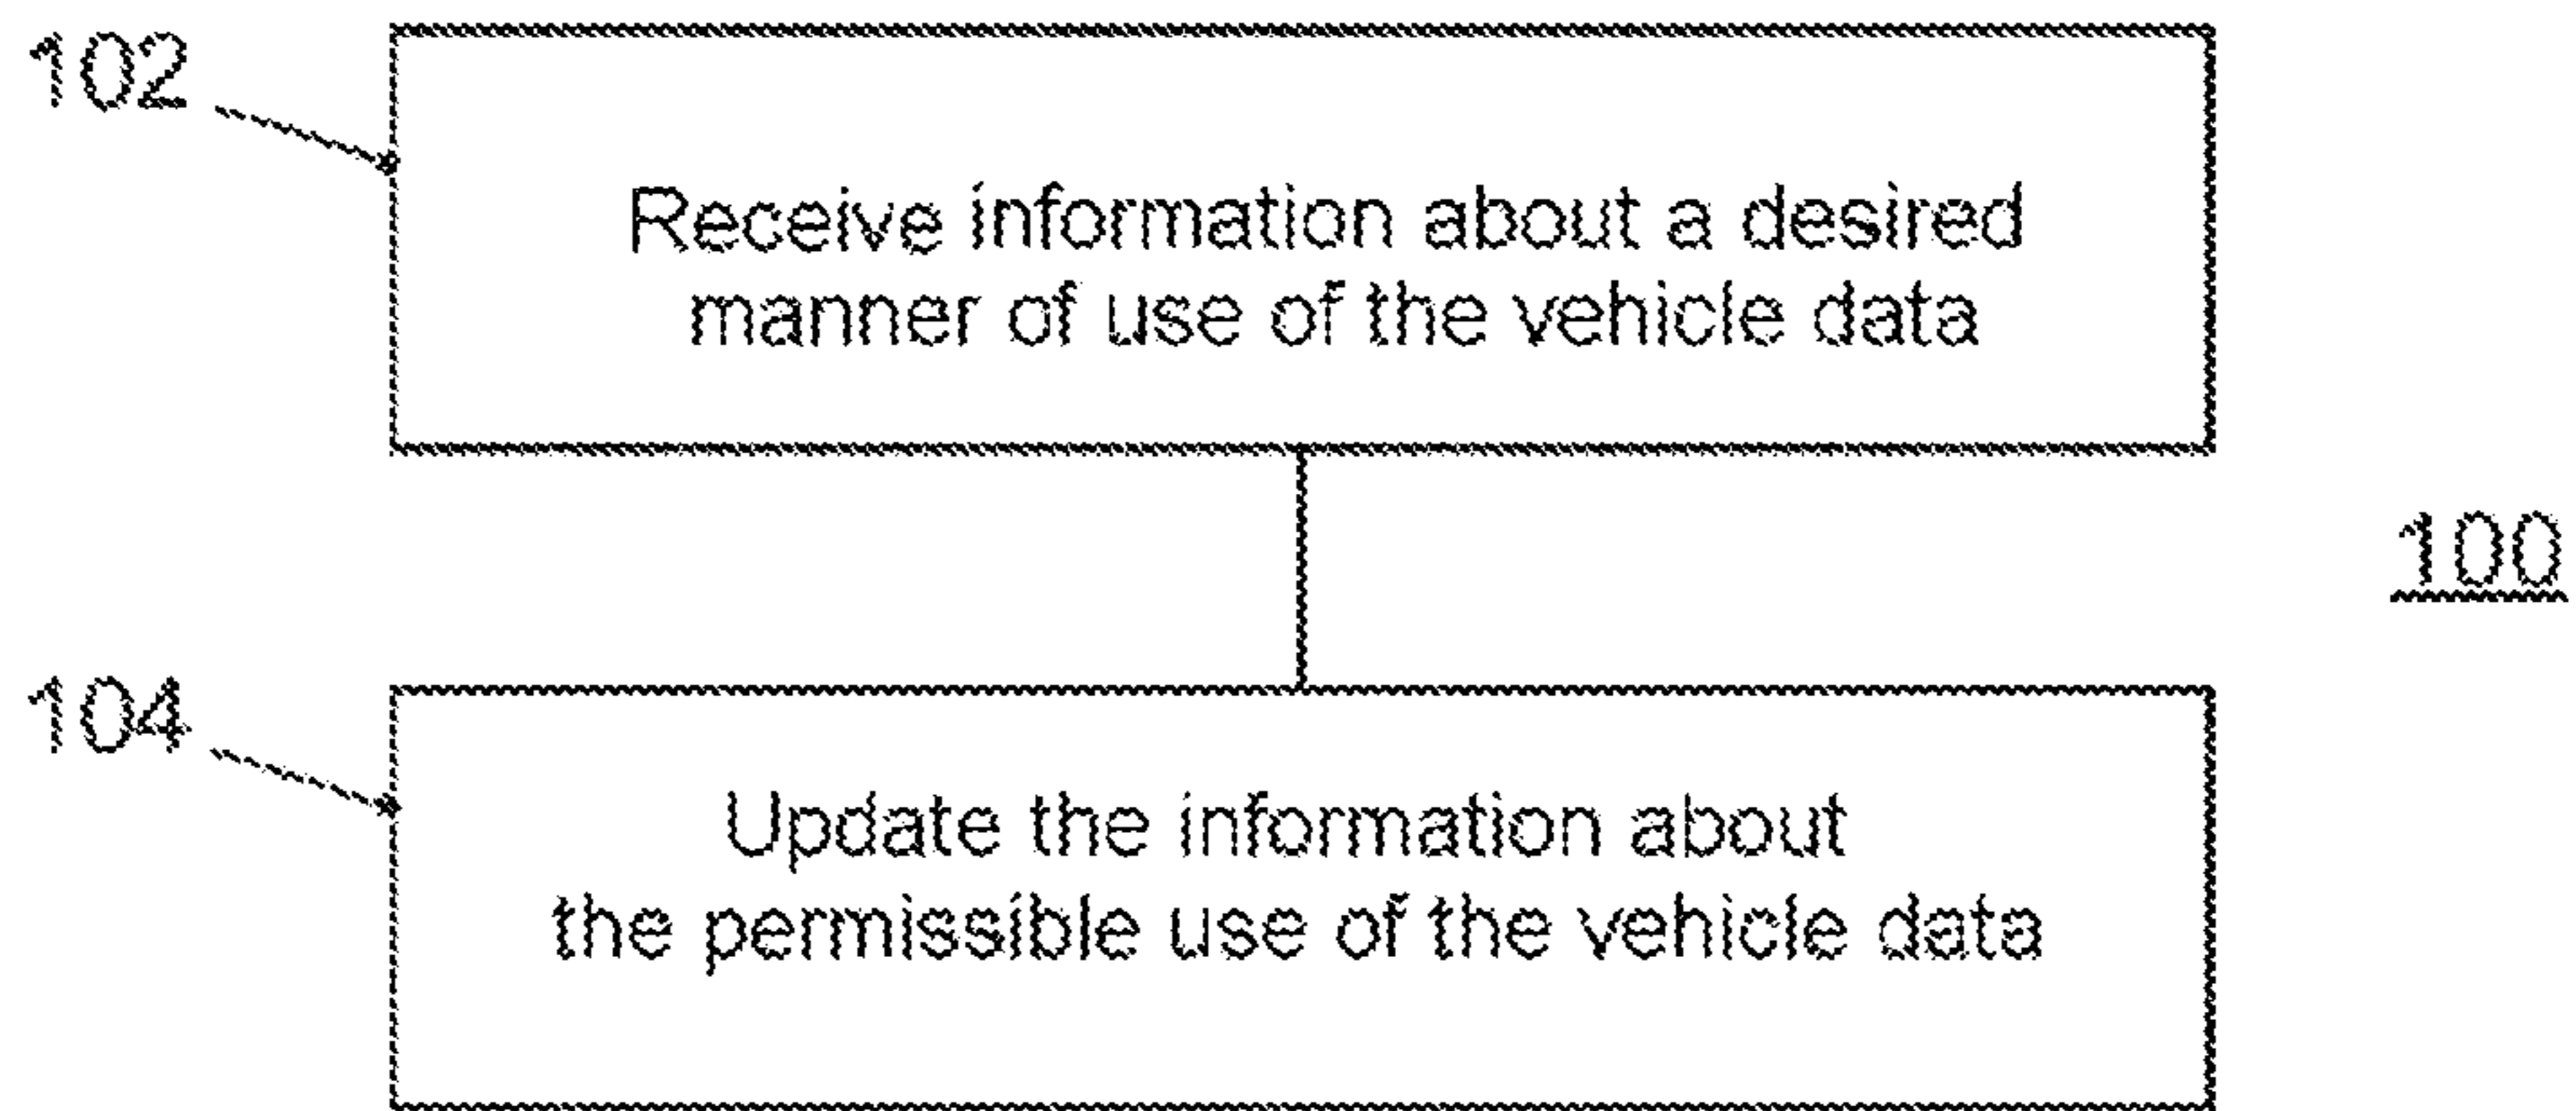 102
Receive information about a desired
manner of use of the vehicle data
100
104
Update the information about
the permissible use of the vehicle data